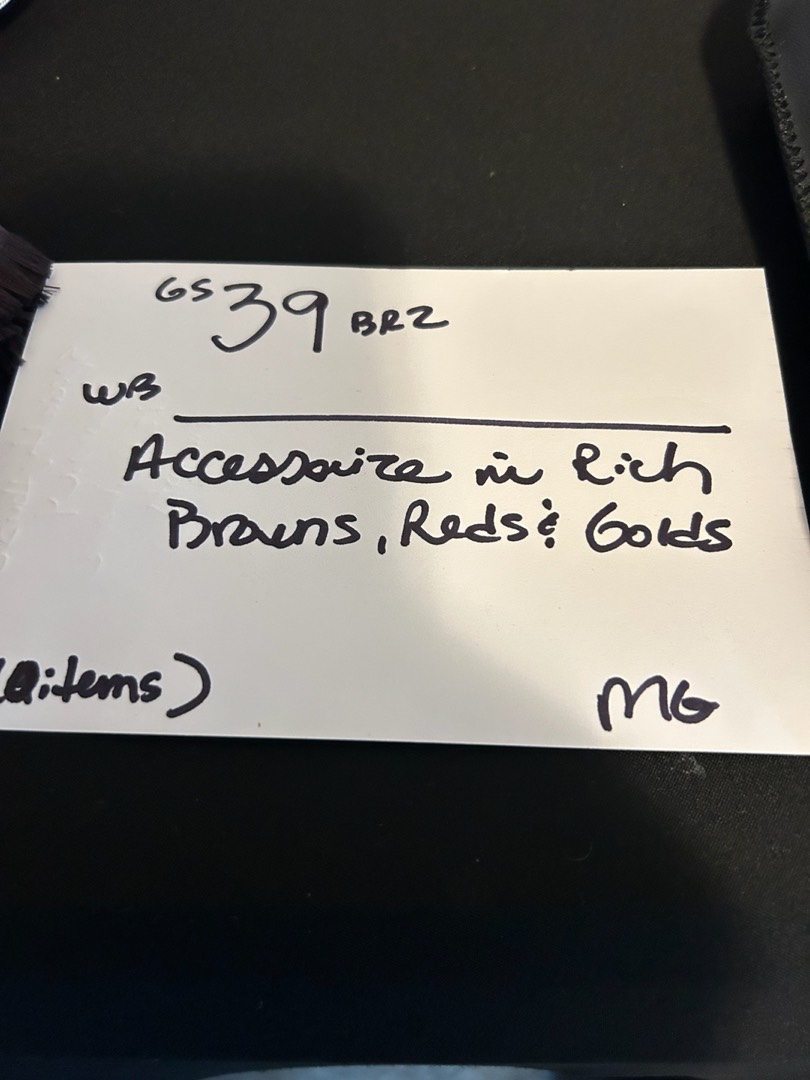 GS 39 BRZ
WB
Accessorize in Rich
Browns, Reds & Golds
items)
MG